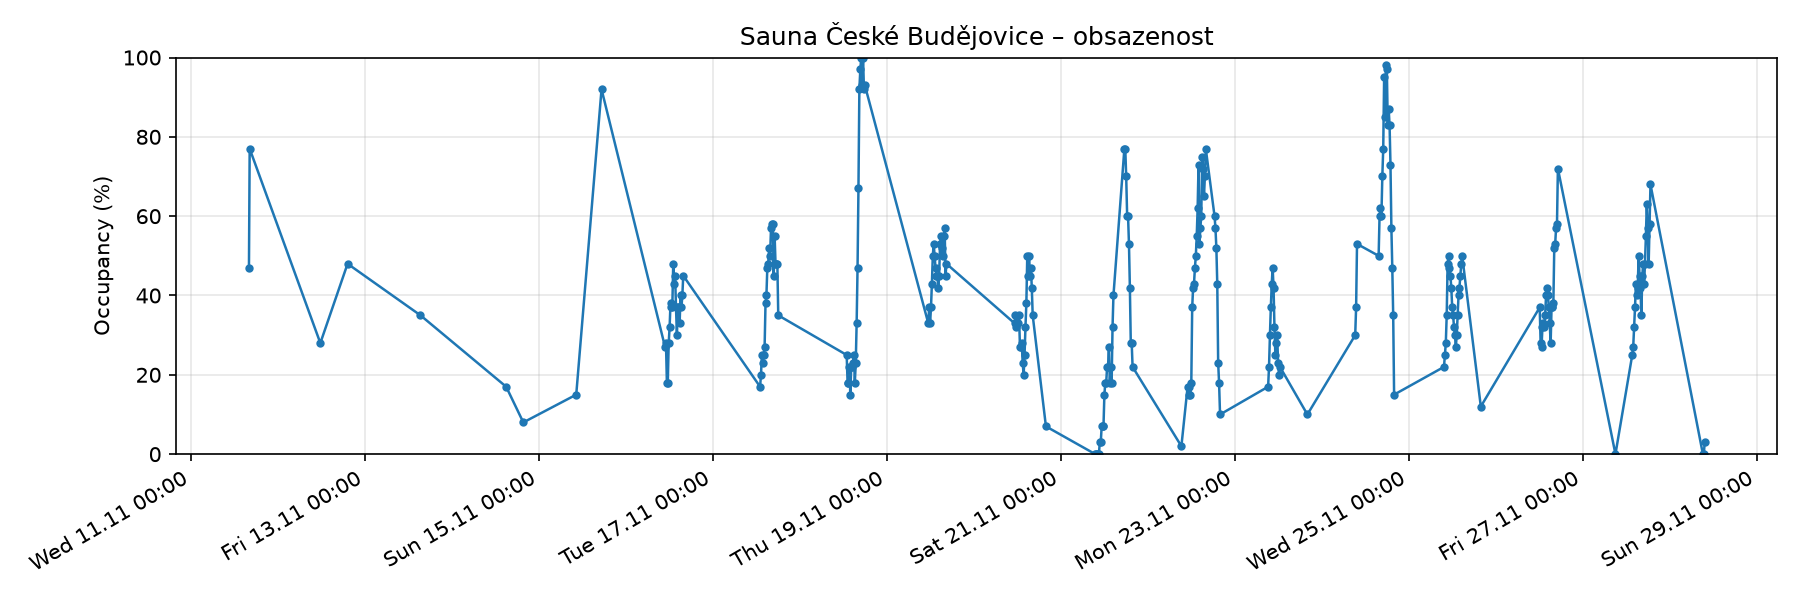 Sauna České Budějovice – obsazenost
Occupancy (%)
100
80
60
40
20
0
Wed 11.11 00:00
Fri 13.11 00:00
Sun 15.11 00:00
Tue 17.11 00:00
Thu 19.11 00:00
Sat 21.11 00:00
Mon 23.11 00:00
Wed 25.11 00:00
Fri 27.11 00:00
Sun 29.11 00:00